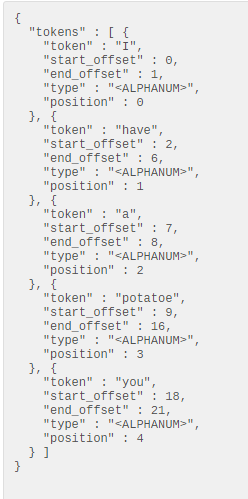 {
  "tokens" : [ {
    "token" : "I",
    "start_offset" : 0,
    "end_offset" : 1,
    "type" : "<ALPHANUM>",
    "position" : 0
  }, {
    "token" : "have",
    "start_offset" : 2,
    "end_offset" : 6,
    "type" : "<ALPHANUM>",
    "position" : 1
  }, {
    "token" : "a",
    "start_offset" : 7,
    "end_offset" : 8,
    "type" : "<ALPHANUM>",
    "position" : 2
  }, {
    "token" : "potatoe",
    "start_offset" : 9,
    "end_offset" : 16,
    "type" : "<ALPHANUM>",
    "position" : 3
  }, {
    "token" : "you",
    "start_offset" : 18,
    "end_offset" : 21,
    "type" : "<ALPHANUM>",
    "position" : 4
  } ]
}